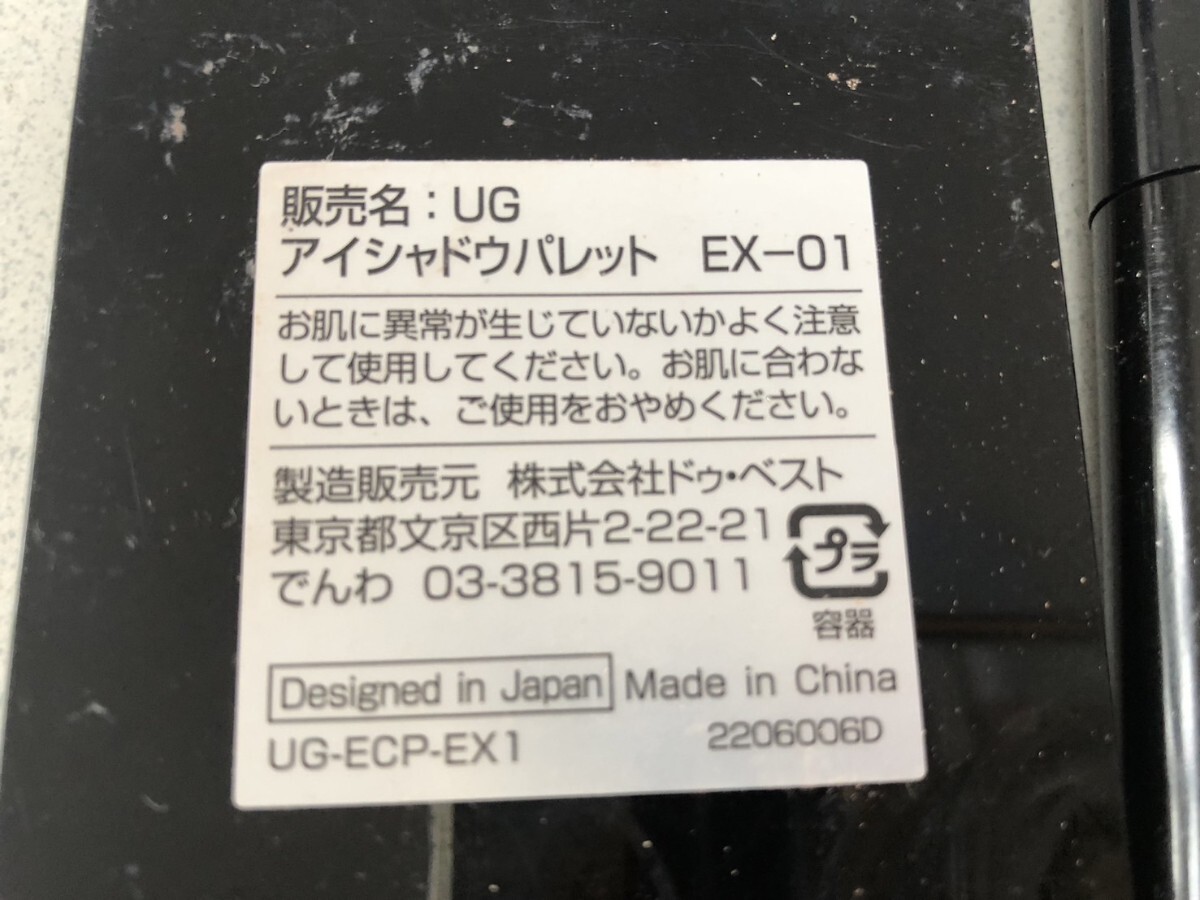 販売名：UG
アイシャドウパレット　EX−01
お肌に異常が生じていないかよく注意
して使用してください。お肌に合わな
いときは、ご使用をおやめください。
製造販売元 株式会社ドゥ・ベスト
東京都文京区西片2-22-21
でんわ 03-3815-9011
プラ
容器
Designed in Japan Made in China
UG-ECP-EX1 2206006D